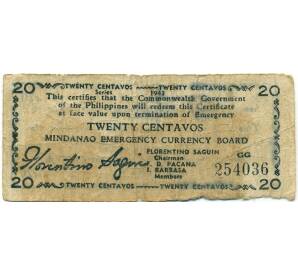 20 TWENTY CENTAVOS TWENTY CENTAVOS 20
Series 1943
This certifies that the Commonwealth Government
of the Philippines will redeem this Certificate
at face value upon termination of Emergency
TWENTY CENTAVOS
MINDANAO EMERGENCY CURRENCY BOARD
Florentino Saguin
FLORENTINO SAGUIN
Chairman
D. PACANA
I. BARBASA
Members
GG
254036
20 TWENTY CENTAVOS TWENTY CENTAVOS 20